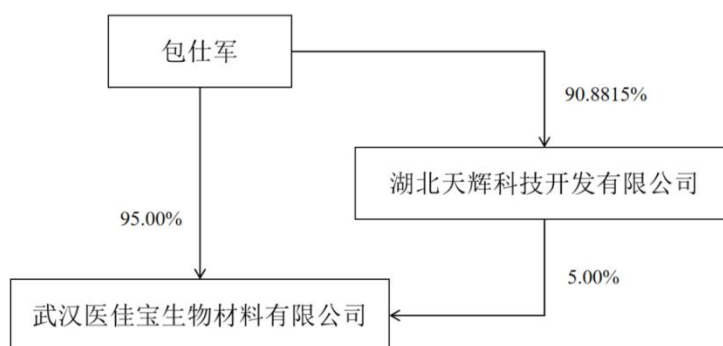 包仕军
90.8815%
湖北天辉科技开发有限公司
95.00%
5.00%
武汉医佳宝生物材料有限公司